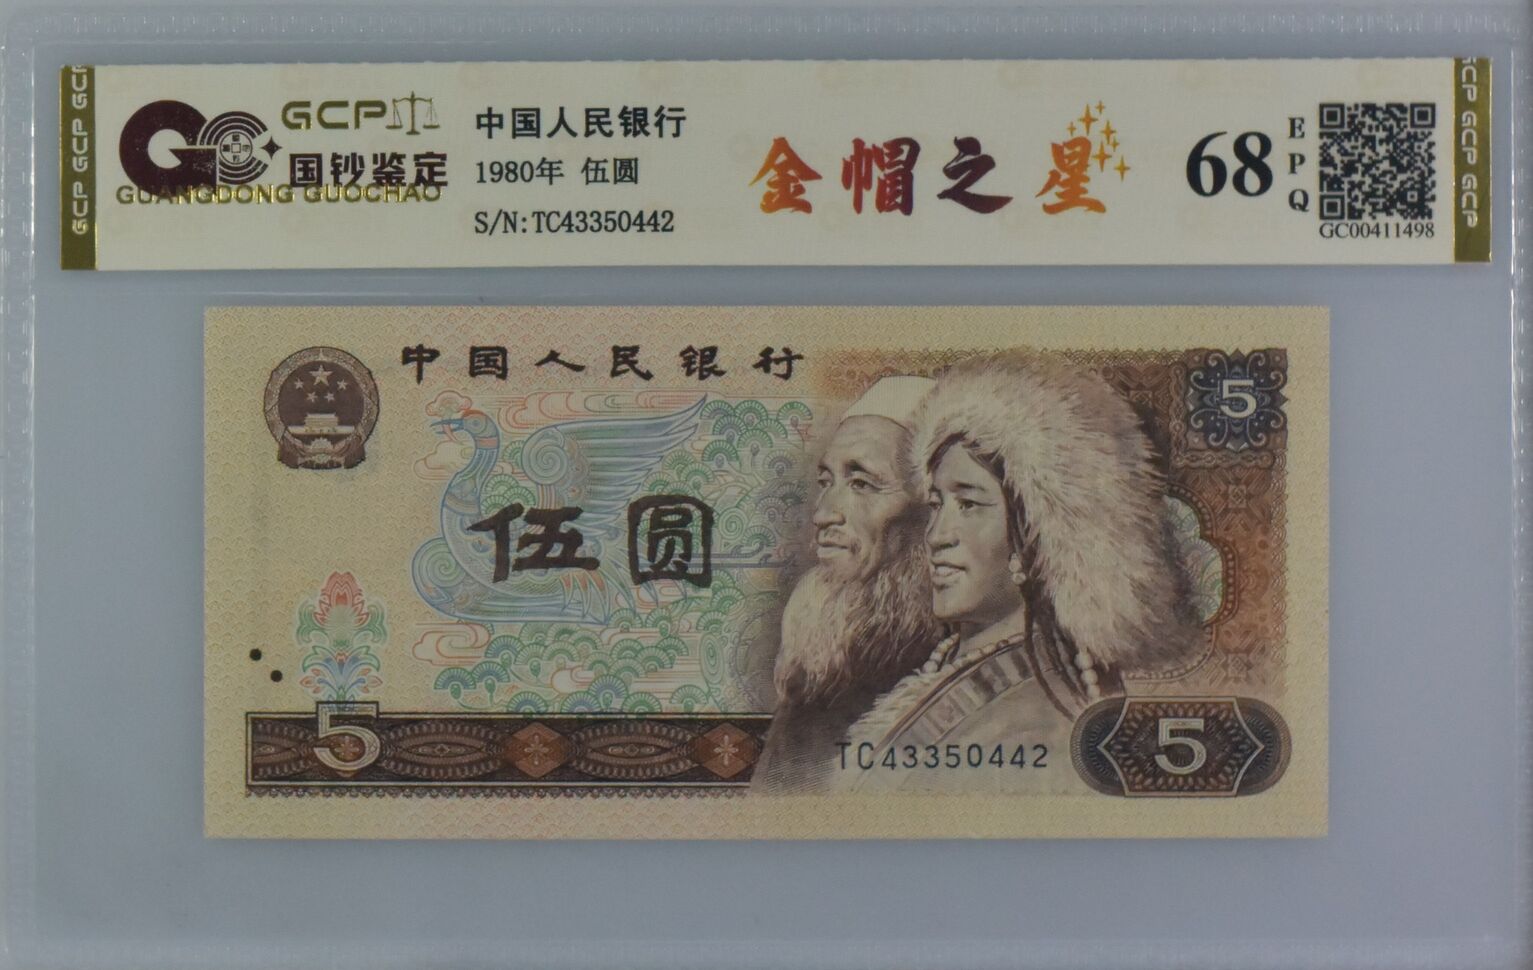 GCP GCP GCP
GCP
国钞鉴定
GUANGDONG GUOCHAO
中国人民银行
1980年 伍圆
S/N:TC43350442
金帽之星
68
EPQ
GC00411498
GCP GCP GCP
中国人民银行
5
伍圆
5
TC43350442
5